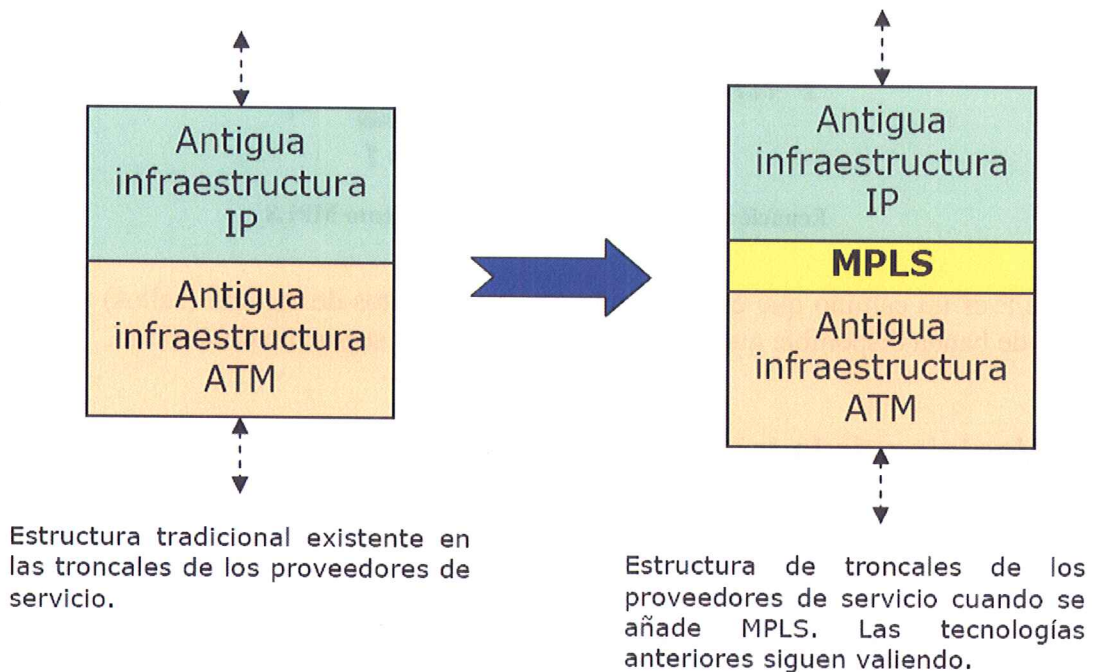 Antigua
infraestructura
IP
Antigua
infraestructura
ATM
Estructura tradicional existente en
las troncales de los proveedores de
servicio.
Antigua
infraestructura
IP
MPLS
Antigua
infraestructura
ATM
Estructura de troncales de los
proveedores de servicio cuando se
añade MPLS. Las tecnologías
anteriores siguen valiendo.